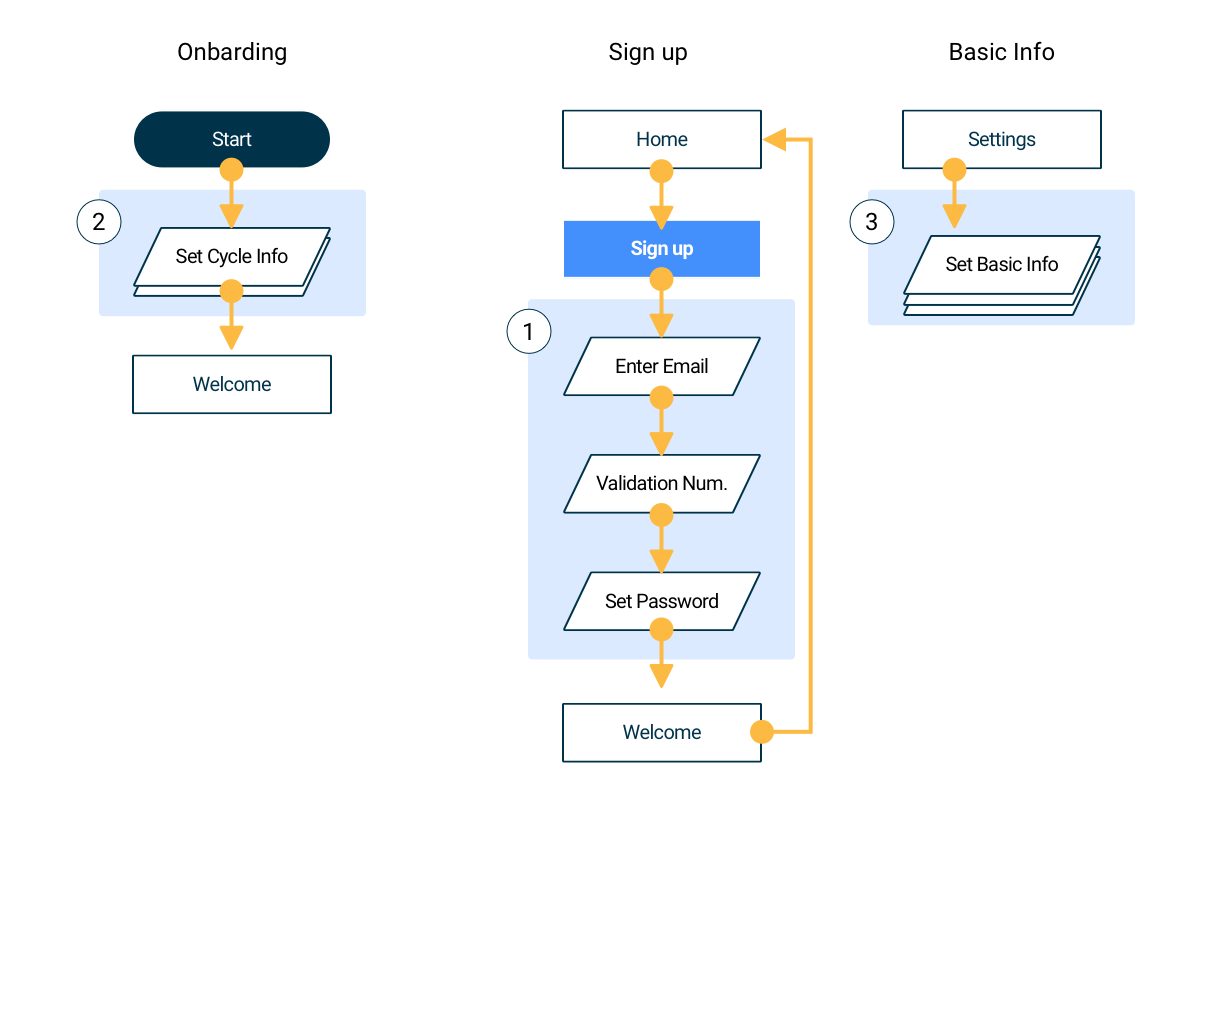 Onbarding
Start
2
Set Cycle Info
Welcome
Sign up
Home
Sign up
1
Enter Email
Validation Num.
Set Password
Welcome
Basic Info
Settings
3
Set Basic Info